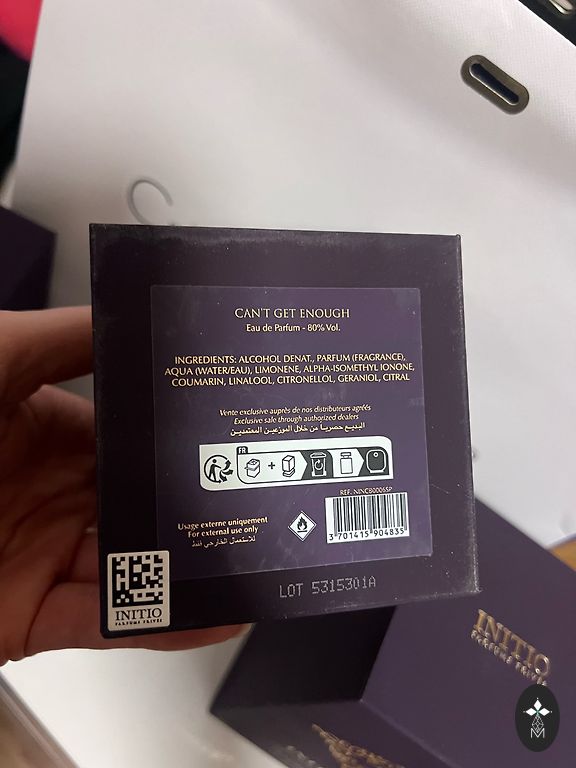 CAN'T GET ENOUGH
Eau de Parfum - 80% Vol.
INGREDIENTS: ALCOHOL DENAT., PARFUM (FRAGRANCE),
AQUA (WATER/EAU), LIMONENE, ALPHA-ISOMETHYL IONONE,
COUMARIN, LINALOOL, CITRONELLOL, GERANIOL, CITRAL
Vente exclusive auprès de nos distributeurs agréés
Exclusive sale through authorized dealers
البيع حصرياً من خلال الموزعين المعتمدين
FR
REF. NINCB00065P
3 701415 904835
Usage externe uniquement
For external use only
للاستعمال الخارجي فقط
LOT 5315301A
INITIO
PARFUMS PRIVÉS
INITIO
PARFUMS PRIVÉS
M